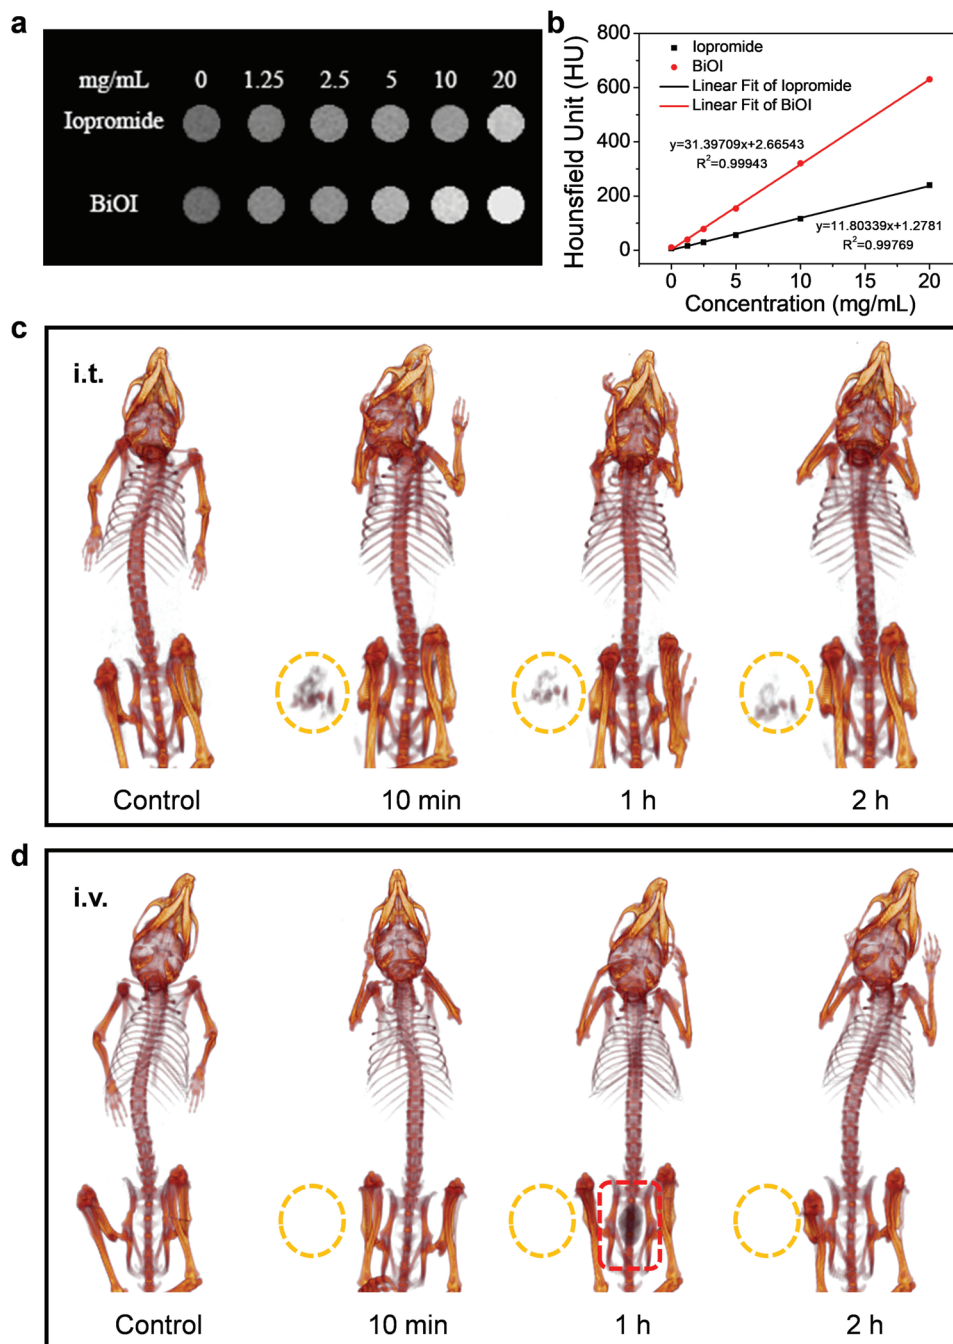 a
mg/mL 0 1.25 2.5 5 10 20
Iopromide
BiOI
b
Hounsfield Unit (HU)
800
600
400
200
0
Iopromide
BiOI
Linear Fit of Iopromide
Linear Fit of BiOI
y=31.39709x+2.66543
R²=0.99943
y=11.80339x+1.2781
R²=0.99769
0 5 10 15 20
Concentration (mg/mL)
c
i.t.
Control 10 min 1 h 2 h
d
i.v.
Control 10 min 1 h 2 h